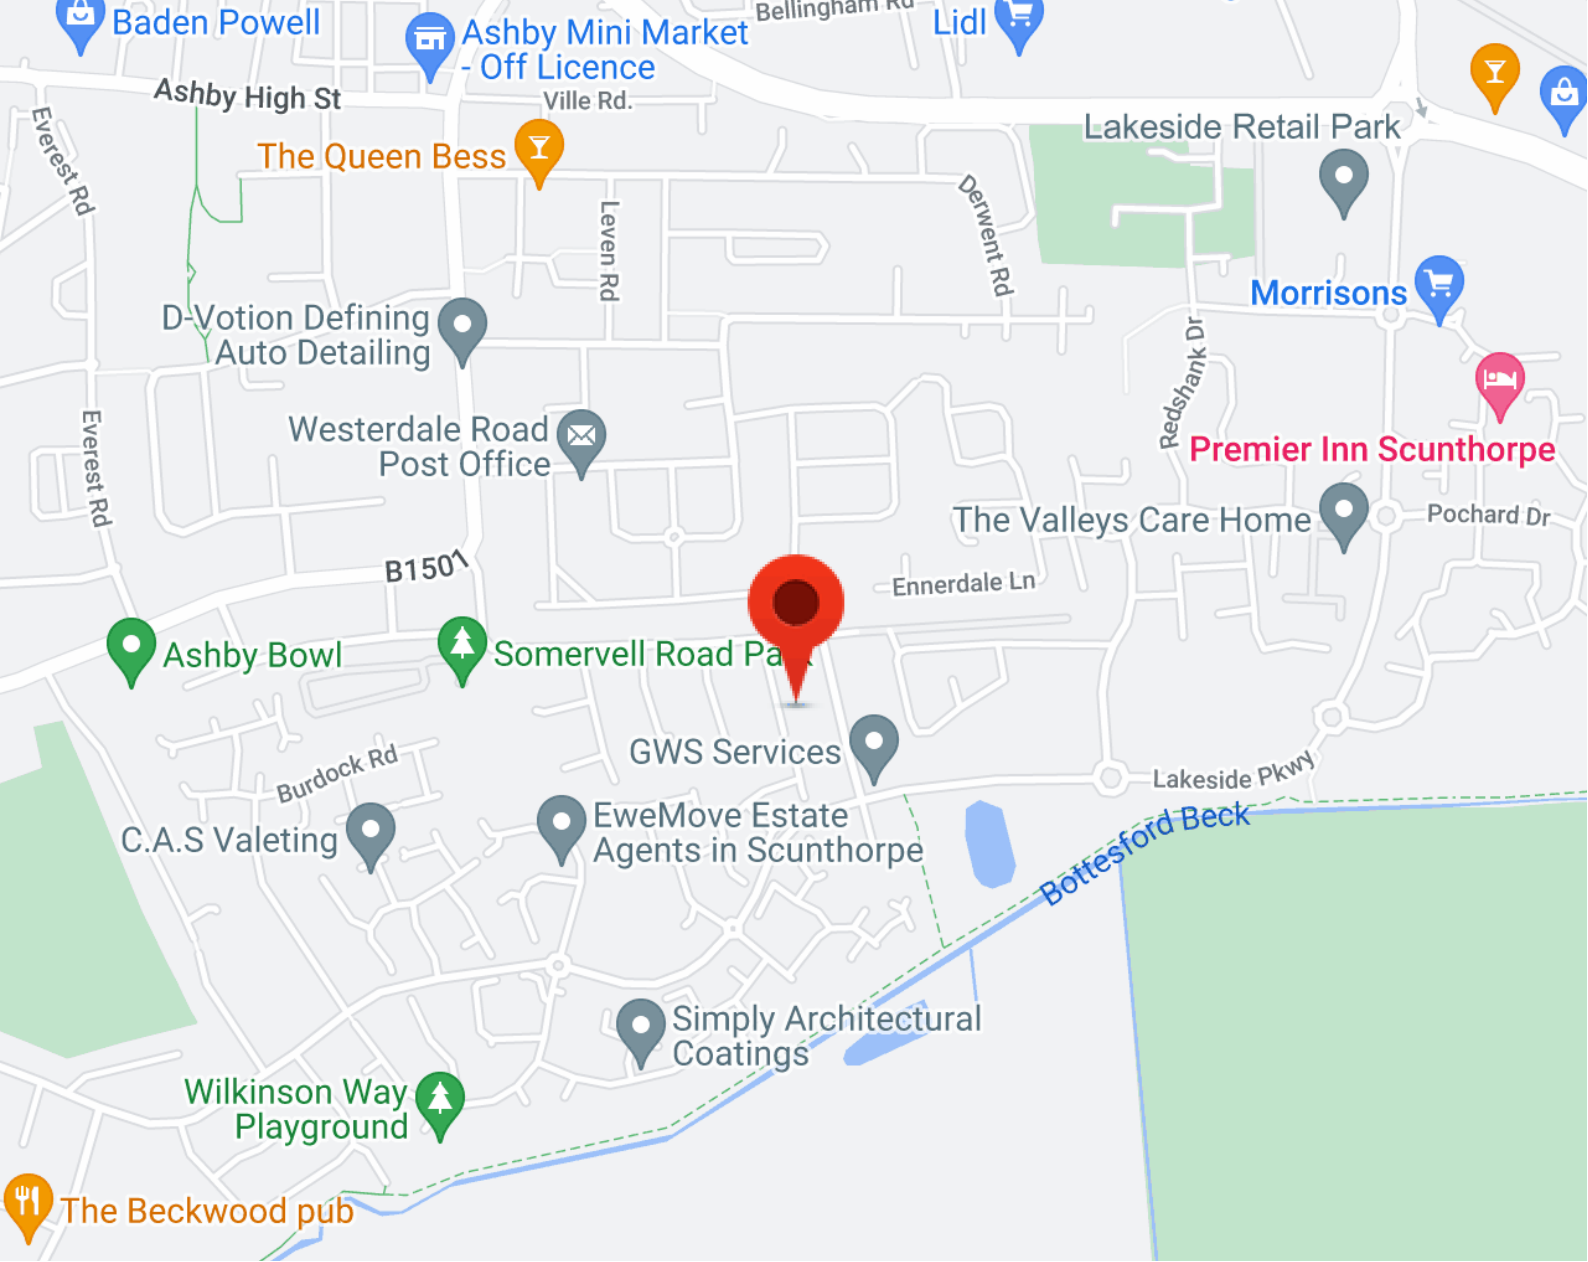 Bellingham Rd
Baden Powell
Ashby Mini Market
- Off Licence
Lidl
Ashby High St
Ville Rd.
Lakeside Retail Park
Everest Rd
The Queen Bess
Derwent Rd
Leven Rd
Morrisons
D-Votion Defining
Auto Detailing
Redshank Dr
Everest Rd
Westerdale Road
Post Office
Premier Inn Scunthorpe
The Valleys Care Home
Pochard Dr
B1501
Ennerdale Ln
Ashby Bowl
Somervell Road Park
GWS Services
Burdock Rd
Lakeside Pkwy
C.A.S Valeting
EweMove Estate
Agents in Scunthorpe
Bottesford Beck
Simply Architectural
Coatings
Wilkinson Way
Playground
The Beckwood pub